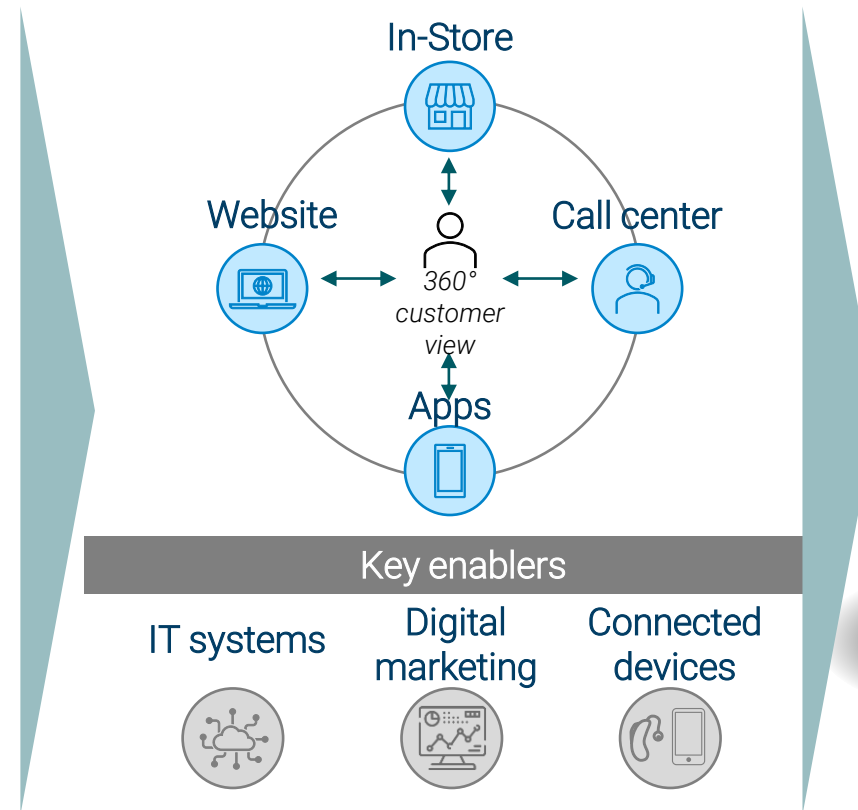 In-Store
Website
Call center
360°
customer
view
Apps
Key enablers
IT systems
Digital
marketing
Connected
devices